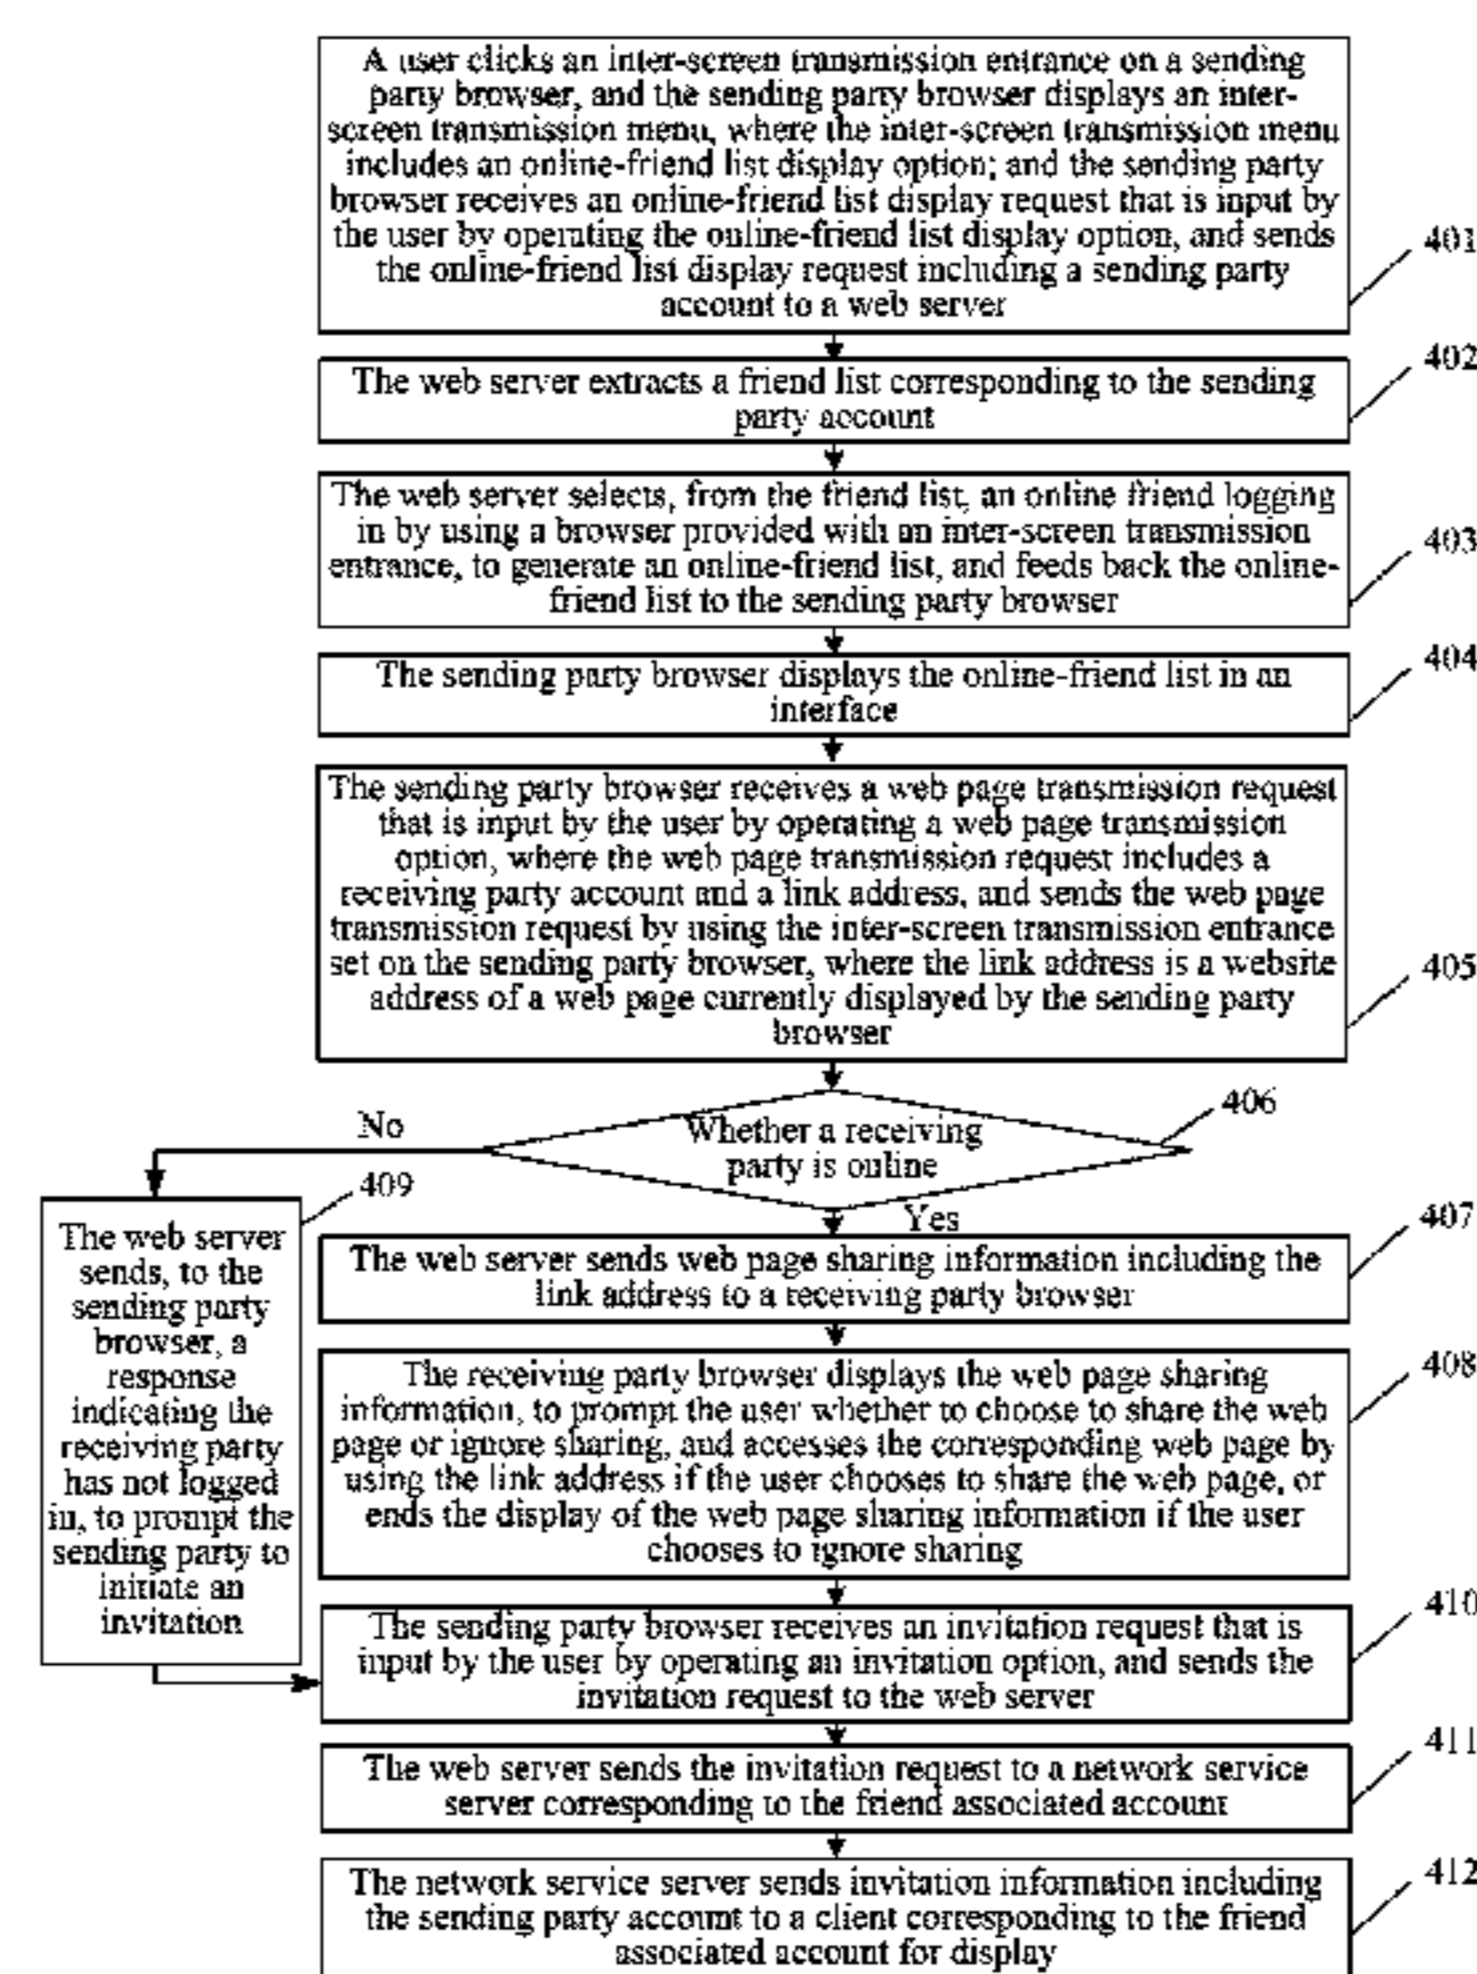 A user clicks an inter-screen transmission entrance on a sending
party browser, and the sending party browser displays an inter-
screen transmission menu, where the inter-screen transmission menu
includes an online-friend list display option; and the sending party
browser receives an online-friend list display request that is input by
the user by operating the online-friend list display option, and sends
the online-friend list display request including a sending party
account to a web server
401
The web server extracts a friend list corresponding to the sending
party account
402
The web server selects, from the friend list, an online friend logging
in by using a browser provided with an inter-screen transmission
entrance, to generate an online-friend list, and feeds back the online-
friend list to the sending party browser
403
The sending party browser displays the online-friend list in an
interface
404
The sending party browser receives a web page transmission request
that is input by the user by operating a web page transmission
option, where the web page transmission request includes a
receiving party account and a link address, and sends the web page
transmission request by using the inter-screen transmission entrance
set on the sending party browser, where the link address is a website
address of a web page currently displayed by the sending party
browser
405
Whether a receiving
party is online
406
No
Yes
409
The web server
sends, to the
sending party
browser, a
response
indicating the
receiving party
has not logged
in, to prompt the
sending party to
initiate an
invitation
The web server sends web page sharing information including the
link address to a receiving party browser
407
The receiving party browser displays the web page sharing
information, to prompt the user whether to choose to share the web
page or ignore sharing, and accesses the corresponding web page by
using the link address if the user chooses to share the web page, or
ends the display of the web page sharing information if the user
chooses to ignore sharing
408
The sending party browser receives an invitation request that is
input by the user by operating an invitation option, and sends the
invitation request to the web server
410
The web server sends the invitation request to a network service
server corresponding to the friend associated account
411
The network service server sends invitation information including
the sending party account to a client corresponding to the friend
associated account for display
412